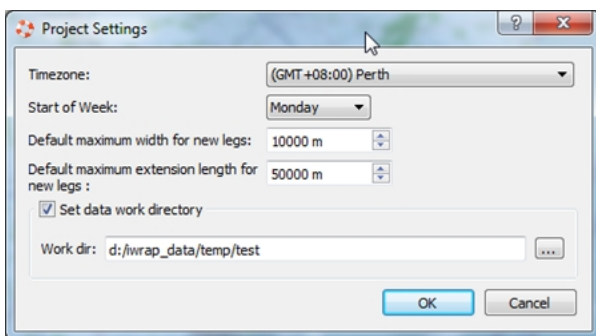 Project Settings
Timezone:
(GMT+08:00) Perth
Start of Week:
Monday
Default maximum width for new legs:
10000 m
Default maximum extension length for
new legs :
50000 m
Set data work directory
Work dir:
d:/iwrap_data/temp/test
...
OK
Cancel